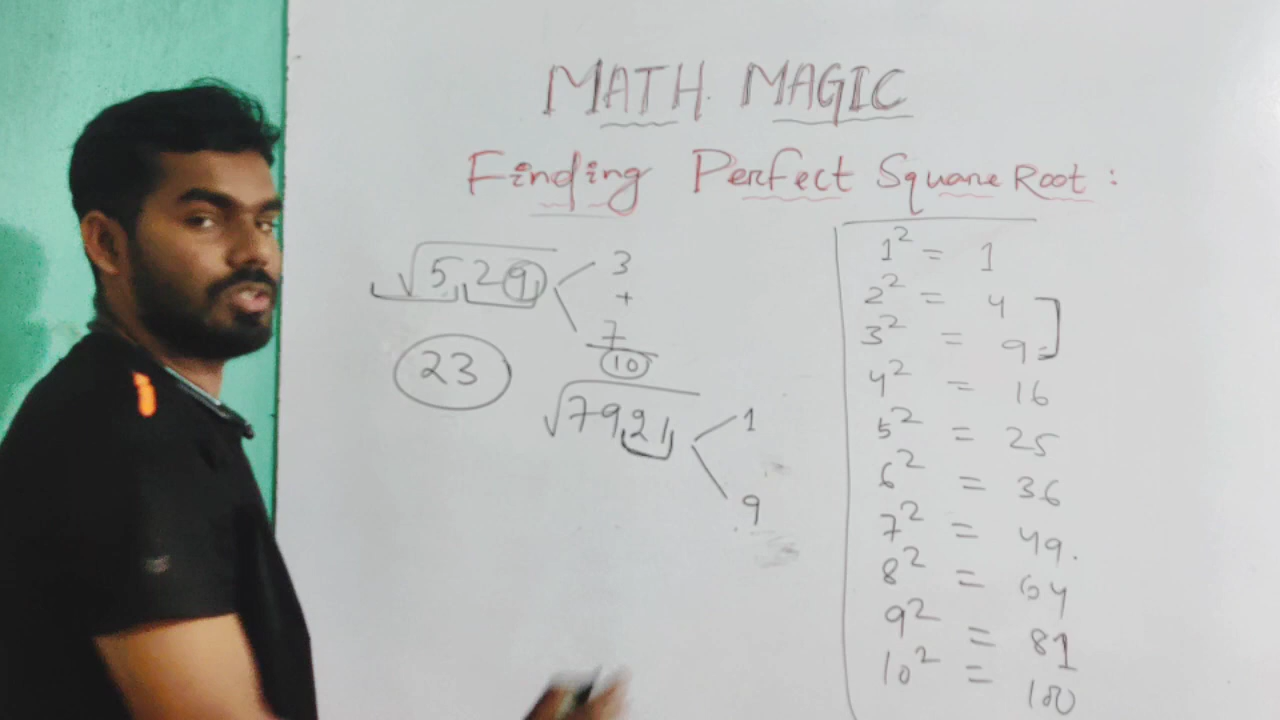 MATH MAGIC
Finding Perfect Square Root :
√5,29 3
+
7
10
23
√7921 1
9
1² = 1
2² = 4
3² = 9
4² = 16
5² = 25
6² = 36
7² = 49.
8² = 64
9² = 81
10² = 100